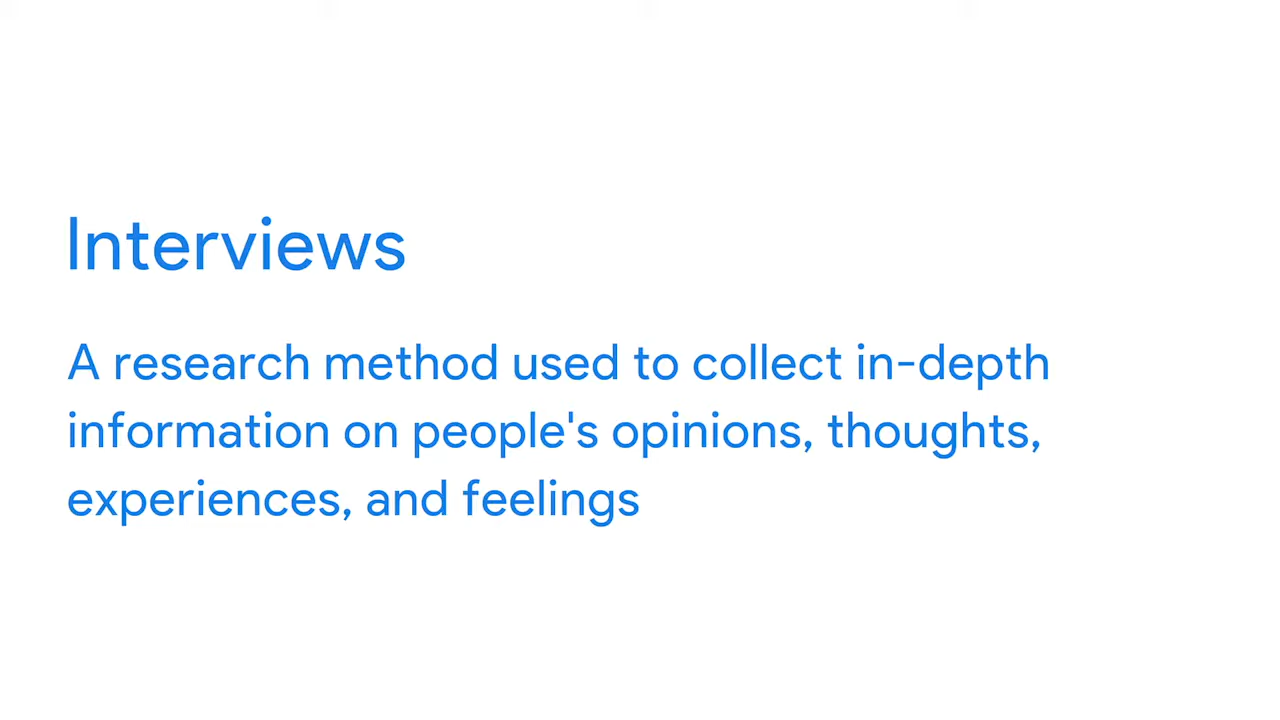 Interviews
A research method used to collect in-depth
information on people's opinions, thoughts,
experiences, and feelings